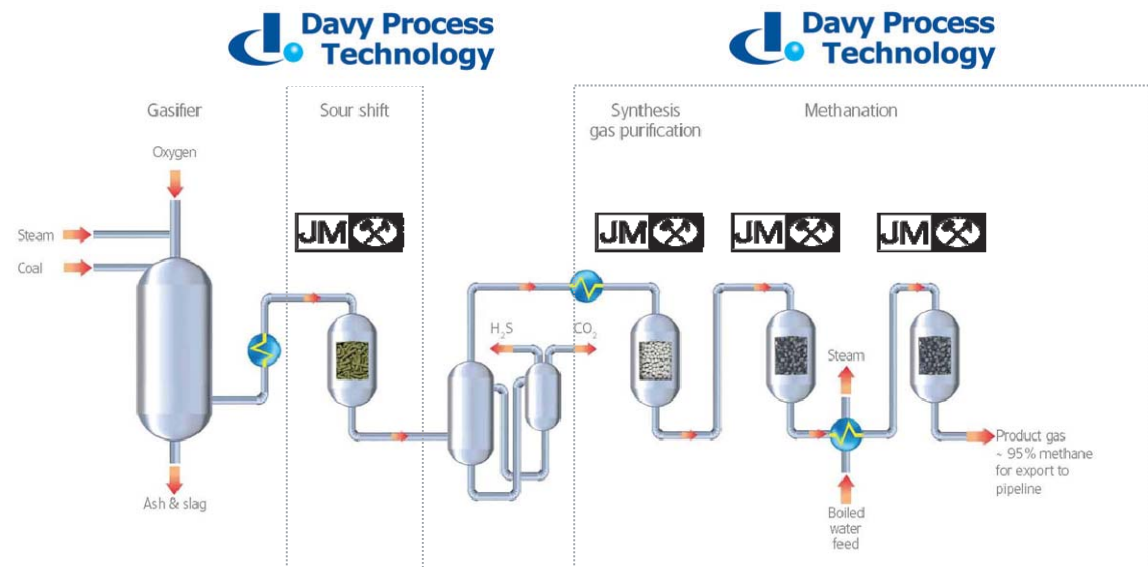 Davy Process
Technology
Davy Process
Technology
Gasifier
Sour shift
Synthesis
gas purification
Methanation
Oxygen
Steam
Coal
JM
JM
JM
JM
H₂S
CO₂
Steam
Product gas
~ 95% methane
for export to
pipeline
Ash & slag
Boiled
water
feed